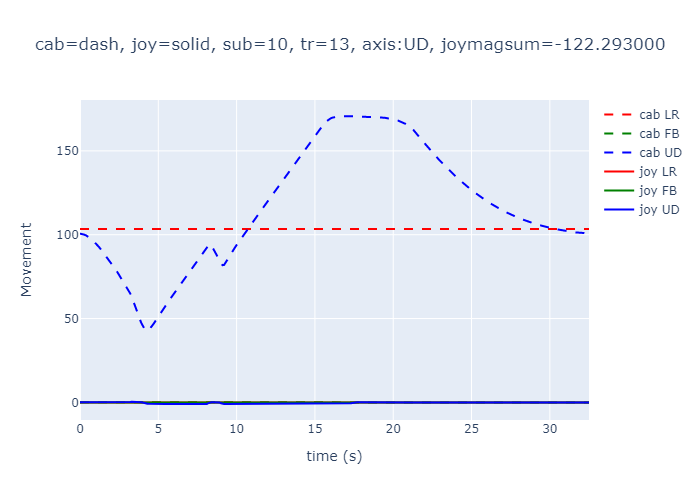 cab=dash, joy=solid, sub=10, tr=13, axis:UD, joymagsum=-122.293000
cab LR
cab FB
cab UD
joy LR
joy FB
joy UD
Movement
150
100
50
0
0 5 10 15 20 25 30
time (s)